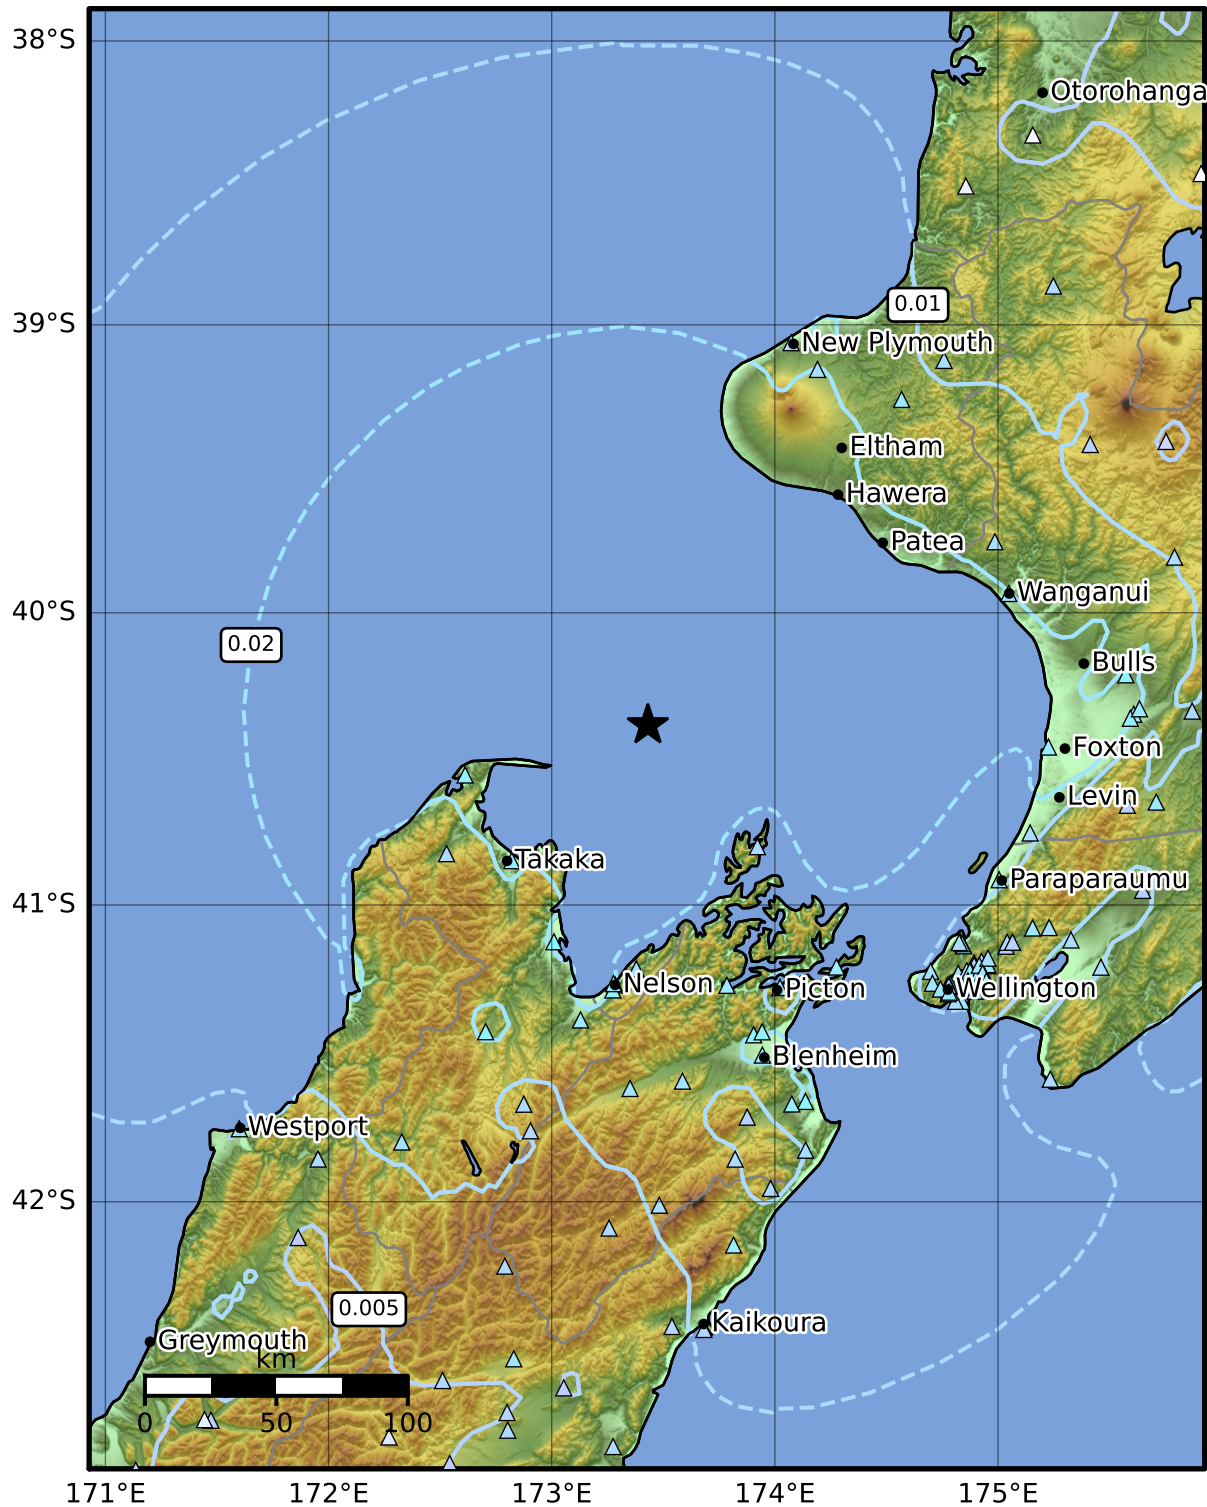 38°S
Otorohanga
39°S
0.01
New Plymouth
Eltham
Hawera
Patea
40°S
Wanganui
0.02
Bulls
Foxton
Levin
Takaka
Paraparaumu
41°S
Nelson
Picton
Wellington
Blenheim
Westport
42°S
0.005
Kaikoura
Greymouth
km
0 50 100
171°E 172°E 173°E 174°E 175°E